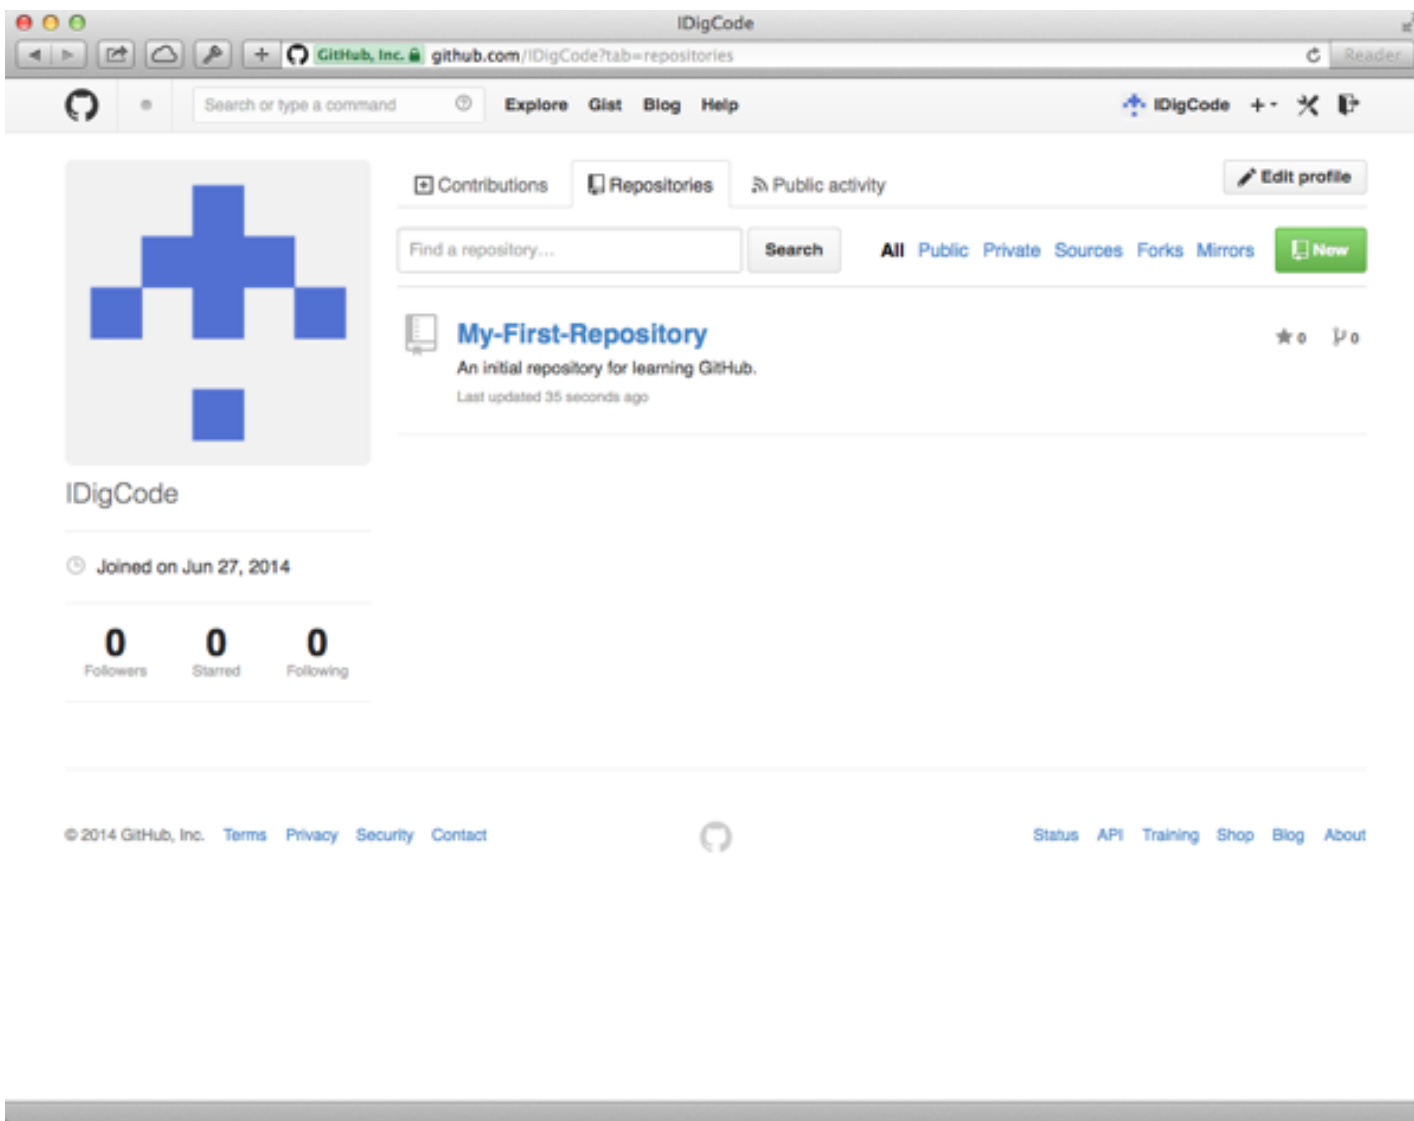 IDigCode
GitHub, Inc. github.com/IDigCode?tab=repositories Reader
Search or type a command Explore Gist Blog Help IDigCode
Contributions Repositories Public activity Edit profile
Find a repository... Search All Public Private Sources Forks Mirrors New
My-First-Repository 0 0
An initial repository for learning GitHub.
Last updated 35 seconds ago
IDigCode
Joined on Jun 27, 2014
0 0 0
Followers Starred Following
© 2014 GitHub, Inc. Terms Privacy Security Contact Status API Training Shop Blog About